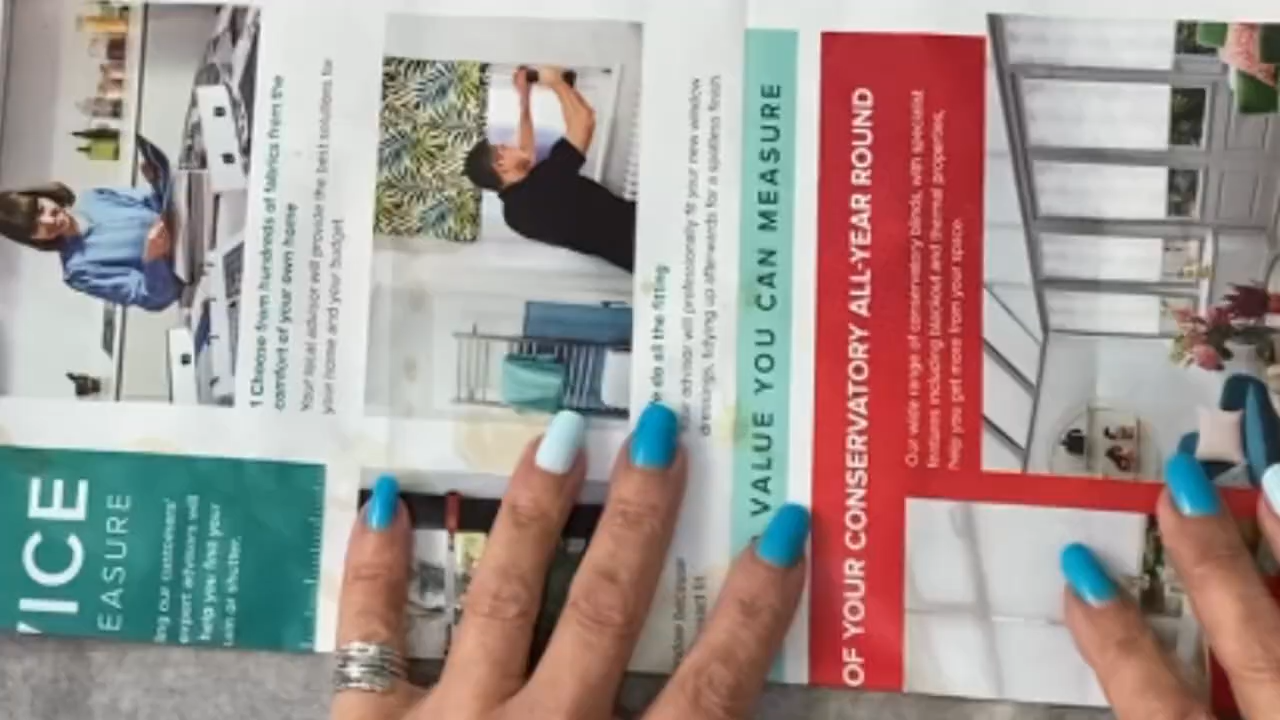 ICE
EASURE
ing our customers'
expert advisors will
help you find your
or shutter.
1 Choose from hundreds of fabrics from the
comfort of your own home
Your local advisor will provide the best solutions for
your home and your budget
do all the fitting
advisor will professionally fit your new window
dressings, tidying up afterwards for a spotless finish
VALUE YOU CAN MEASURE
OF YOUR CONSERVATORY ALL-YEAR ROUND
Our wide range of conservatory blinds, with specialist
features including blackout and thermal properties,
help you get more from your space.